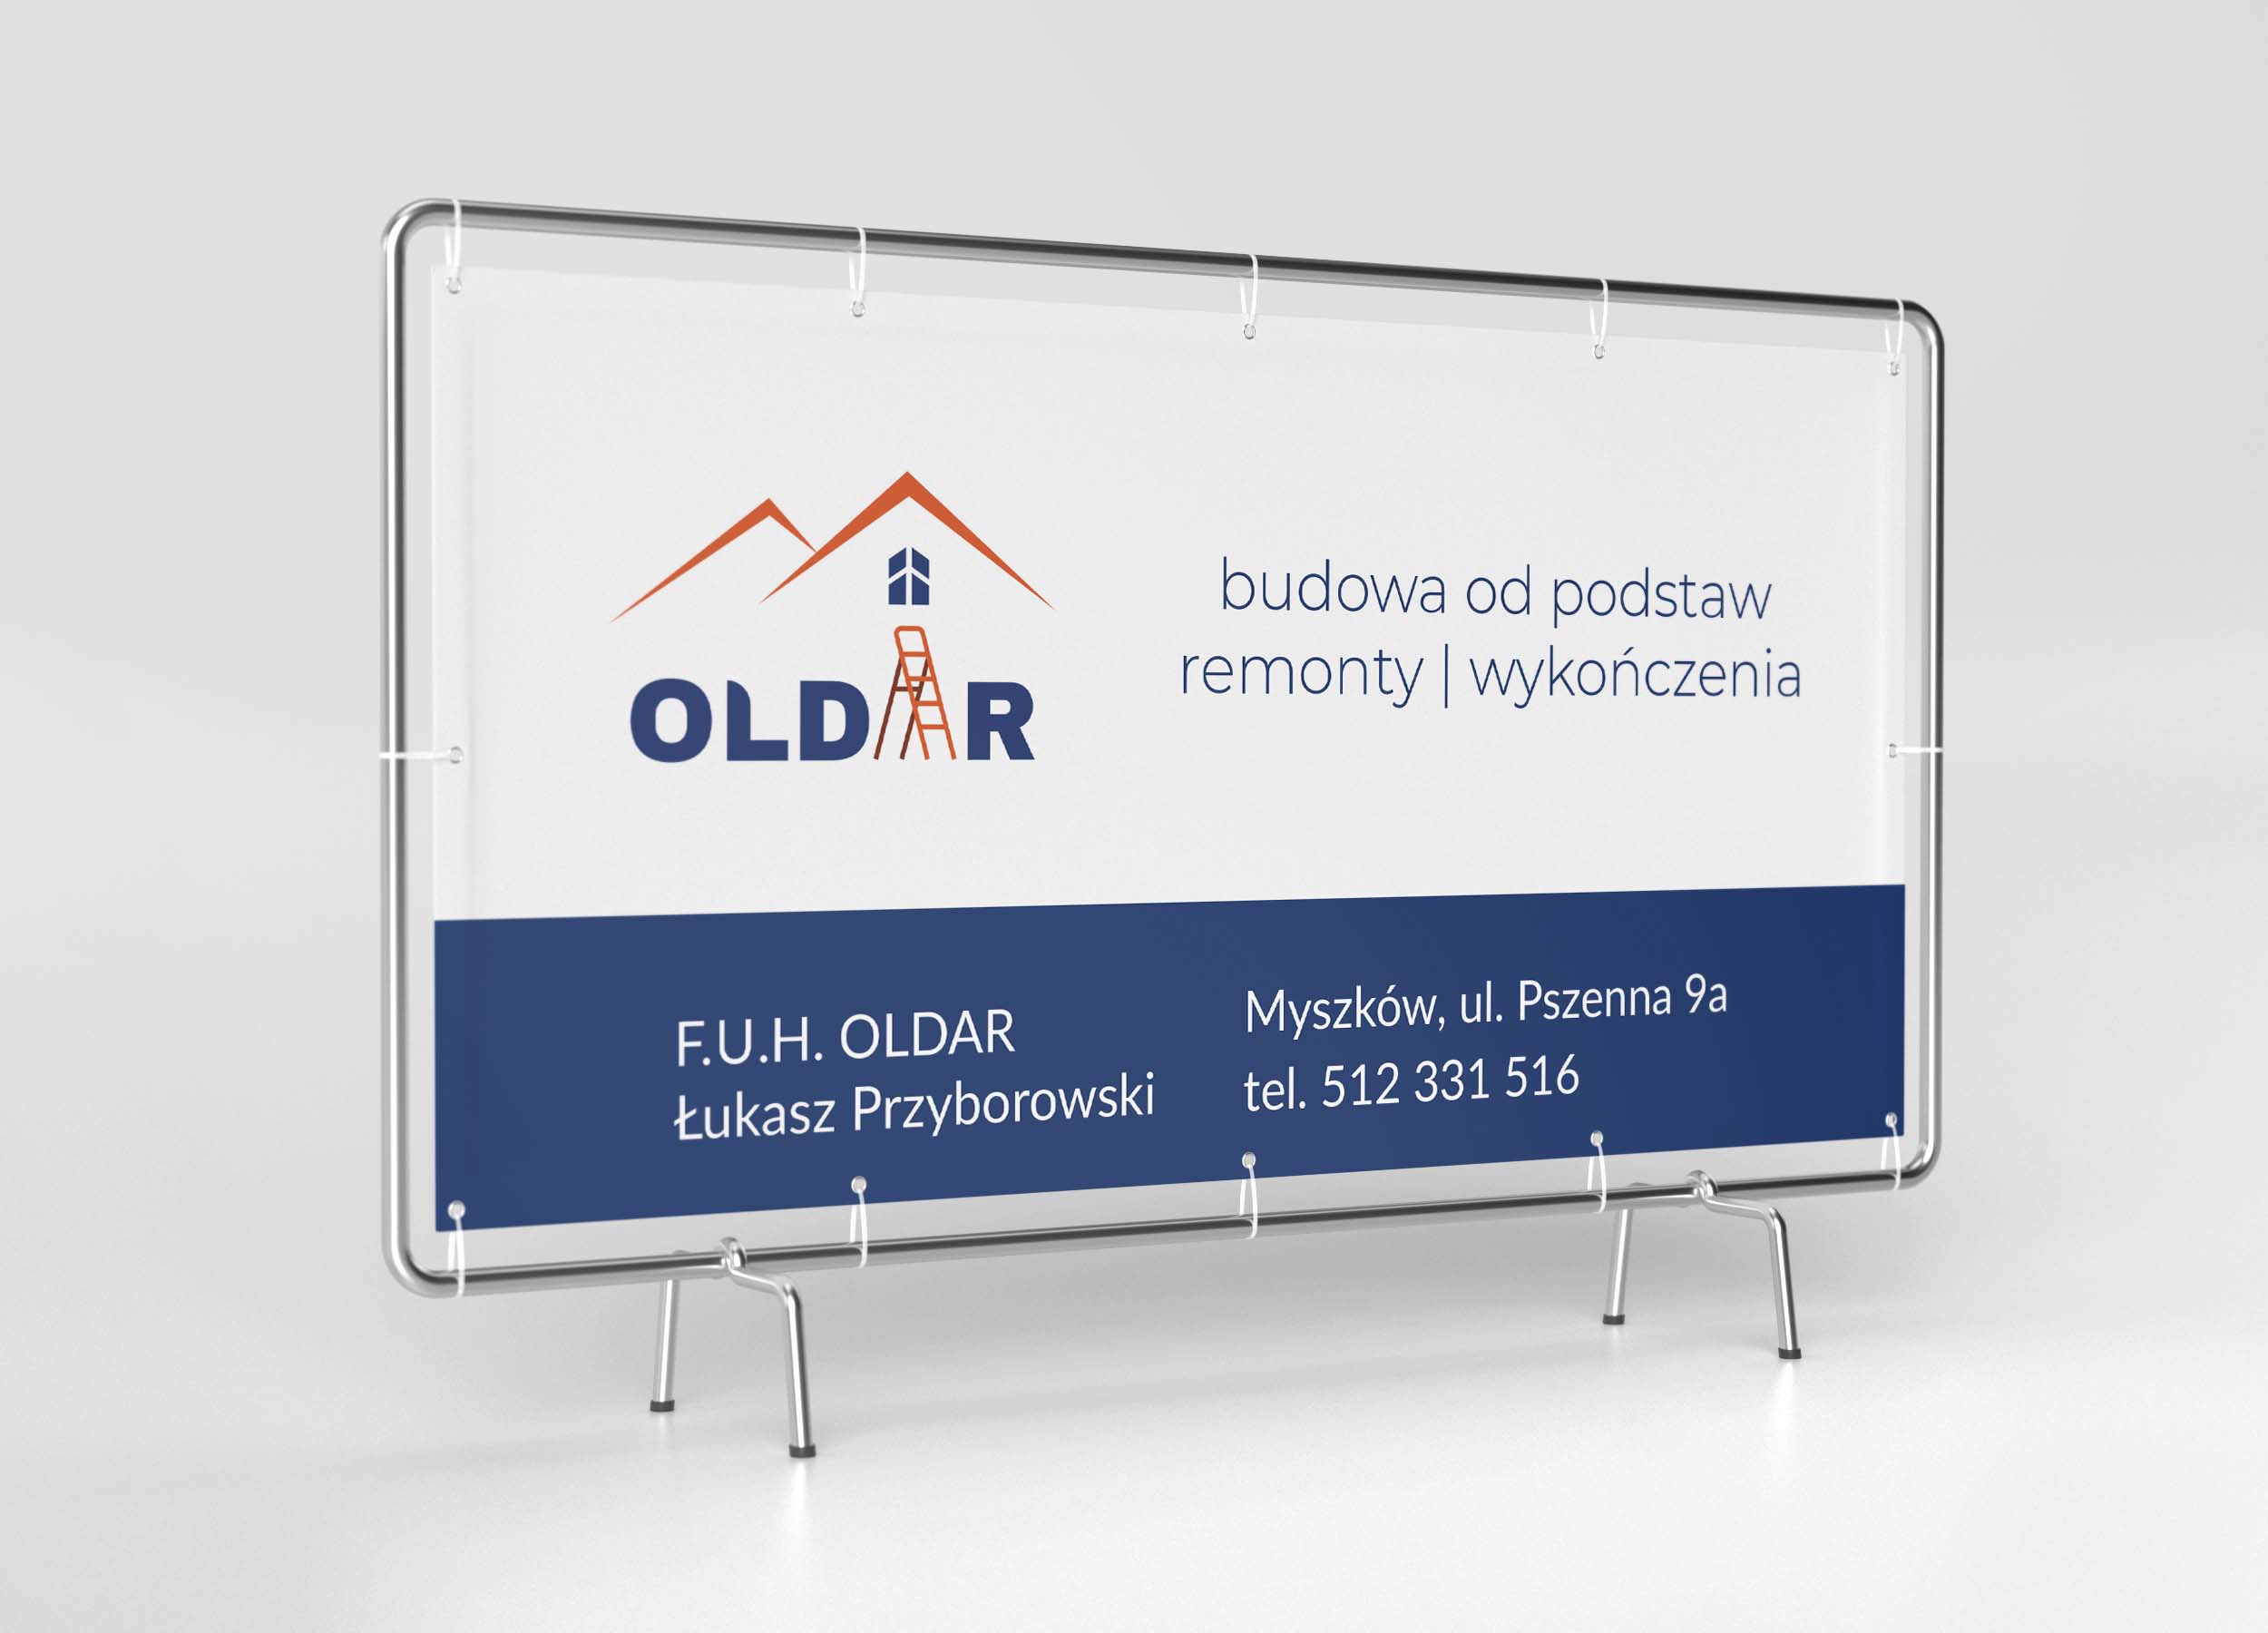 OLDAR
budowa od podstaw
remonty | wykończenia
F.U.H. OLDAR
Łukasz Przyborowski
Myszków, ul. Pszenna 9a
tel. 512 331 516